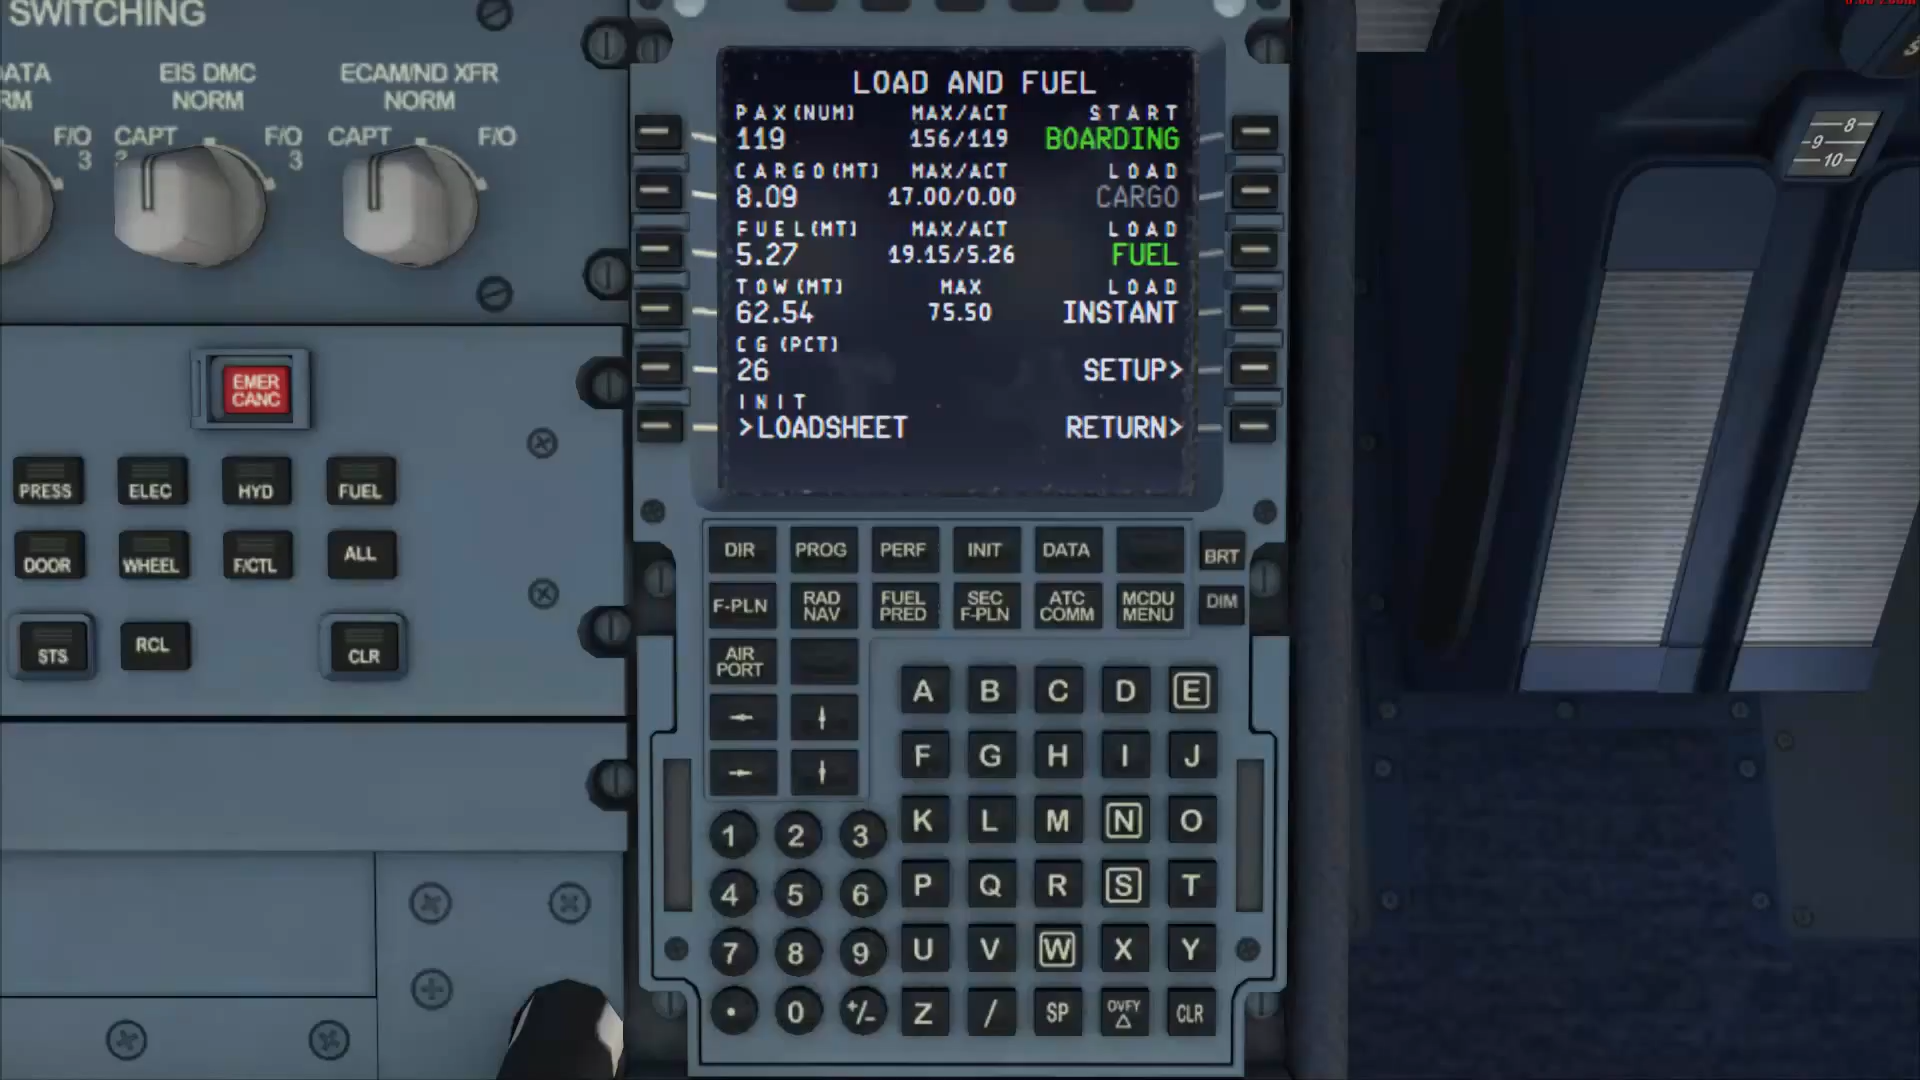 SWITCHING
EIS DMC
NORM
ECAM/ND XFR
NORM
F/O
CAPT
F/O
CAPT
F/O
3
3
3
EMER
CANC
PRESS
ELEC
HYD
FUEL
DOOR
WHEEL
F/CTL
ALL
STS
RCL
CLR
LOAD AND FUEL
PAX(NUM) MAX/ACT START
119 156/119 BOARDING
CARGO(MT) MAX/ACT LOAD
8.09 17.00/0.00 CARGO
FUEL(MT) MAX/ACT LOAD
5.27 19.15/5.26 FUEL
TOW(MT) MAX LOAD
62.54 75.50 INSTANT
CG(PCT)
26 SETUP>
INIT
>LOADSHEET RETURN>
DIR PROG PERF INIT DATA BRT
F-PLN RAD NAV FUEL PRED SEC F-PLN ATC COMM MCDU MENU DIM
AIR PORT
A B C D E
F G H I J
1 2 3 K L M N O
4 5 6 P Q R S T
7 8 9 U V W X Y
. 0 +/- Z / SP OVFY CLR
8
9
10